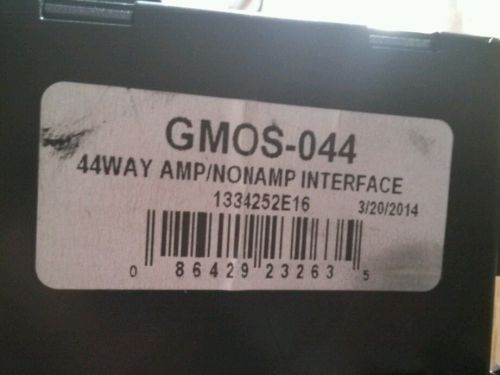 GMOS-044
44WAY AMP/NONAMP INTERFACE
1334252E16 3/20/2014
0 86429 23263 5